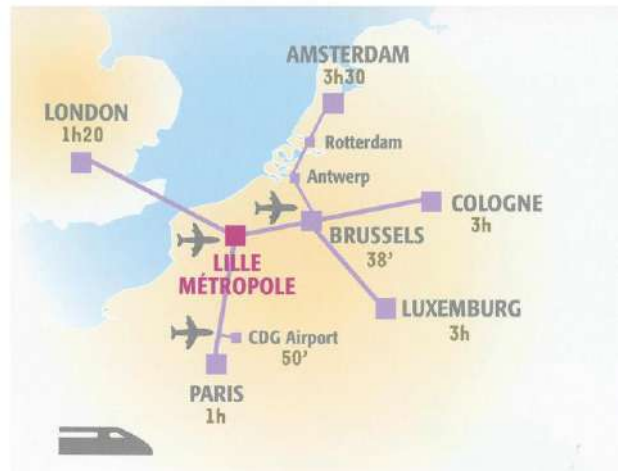 AMSTERDAM
3h30
LONDON
1h20
Rotterdam
Antwerp
COLOGNE
3h
BRUSSELS
38'
LILLE
MÉTROPOLE
LUXEMBURG
3h
CDG Airport
50'
PARIS
1h